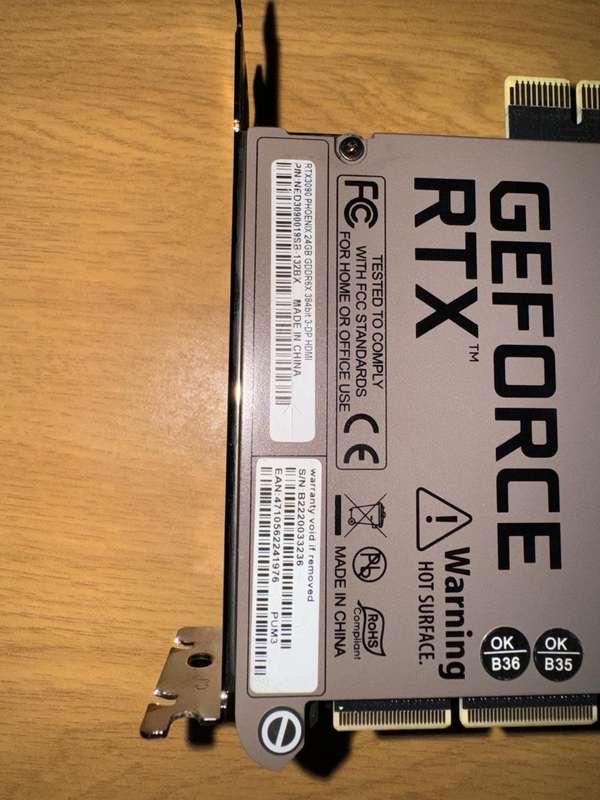 GEFORCE
RTX™
FC
TESTED TO COMPLY
WITH FCC STANDARDS
FOR HOME OR OFFICE USE
CE
RTX3090 PHOENIX 24GB GDDR6X 384bit 3-DP HDMI
P/N:NED3090019SB-132BX MADE IN CHINA
Warning
HOT SURFACE.
Pb
RoHS
Compliant
MADE IN CHINA
warranty void if removed
S/N B2220033236
EAN:4710562241976 PUM3
OK
B36
OK
B35